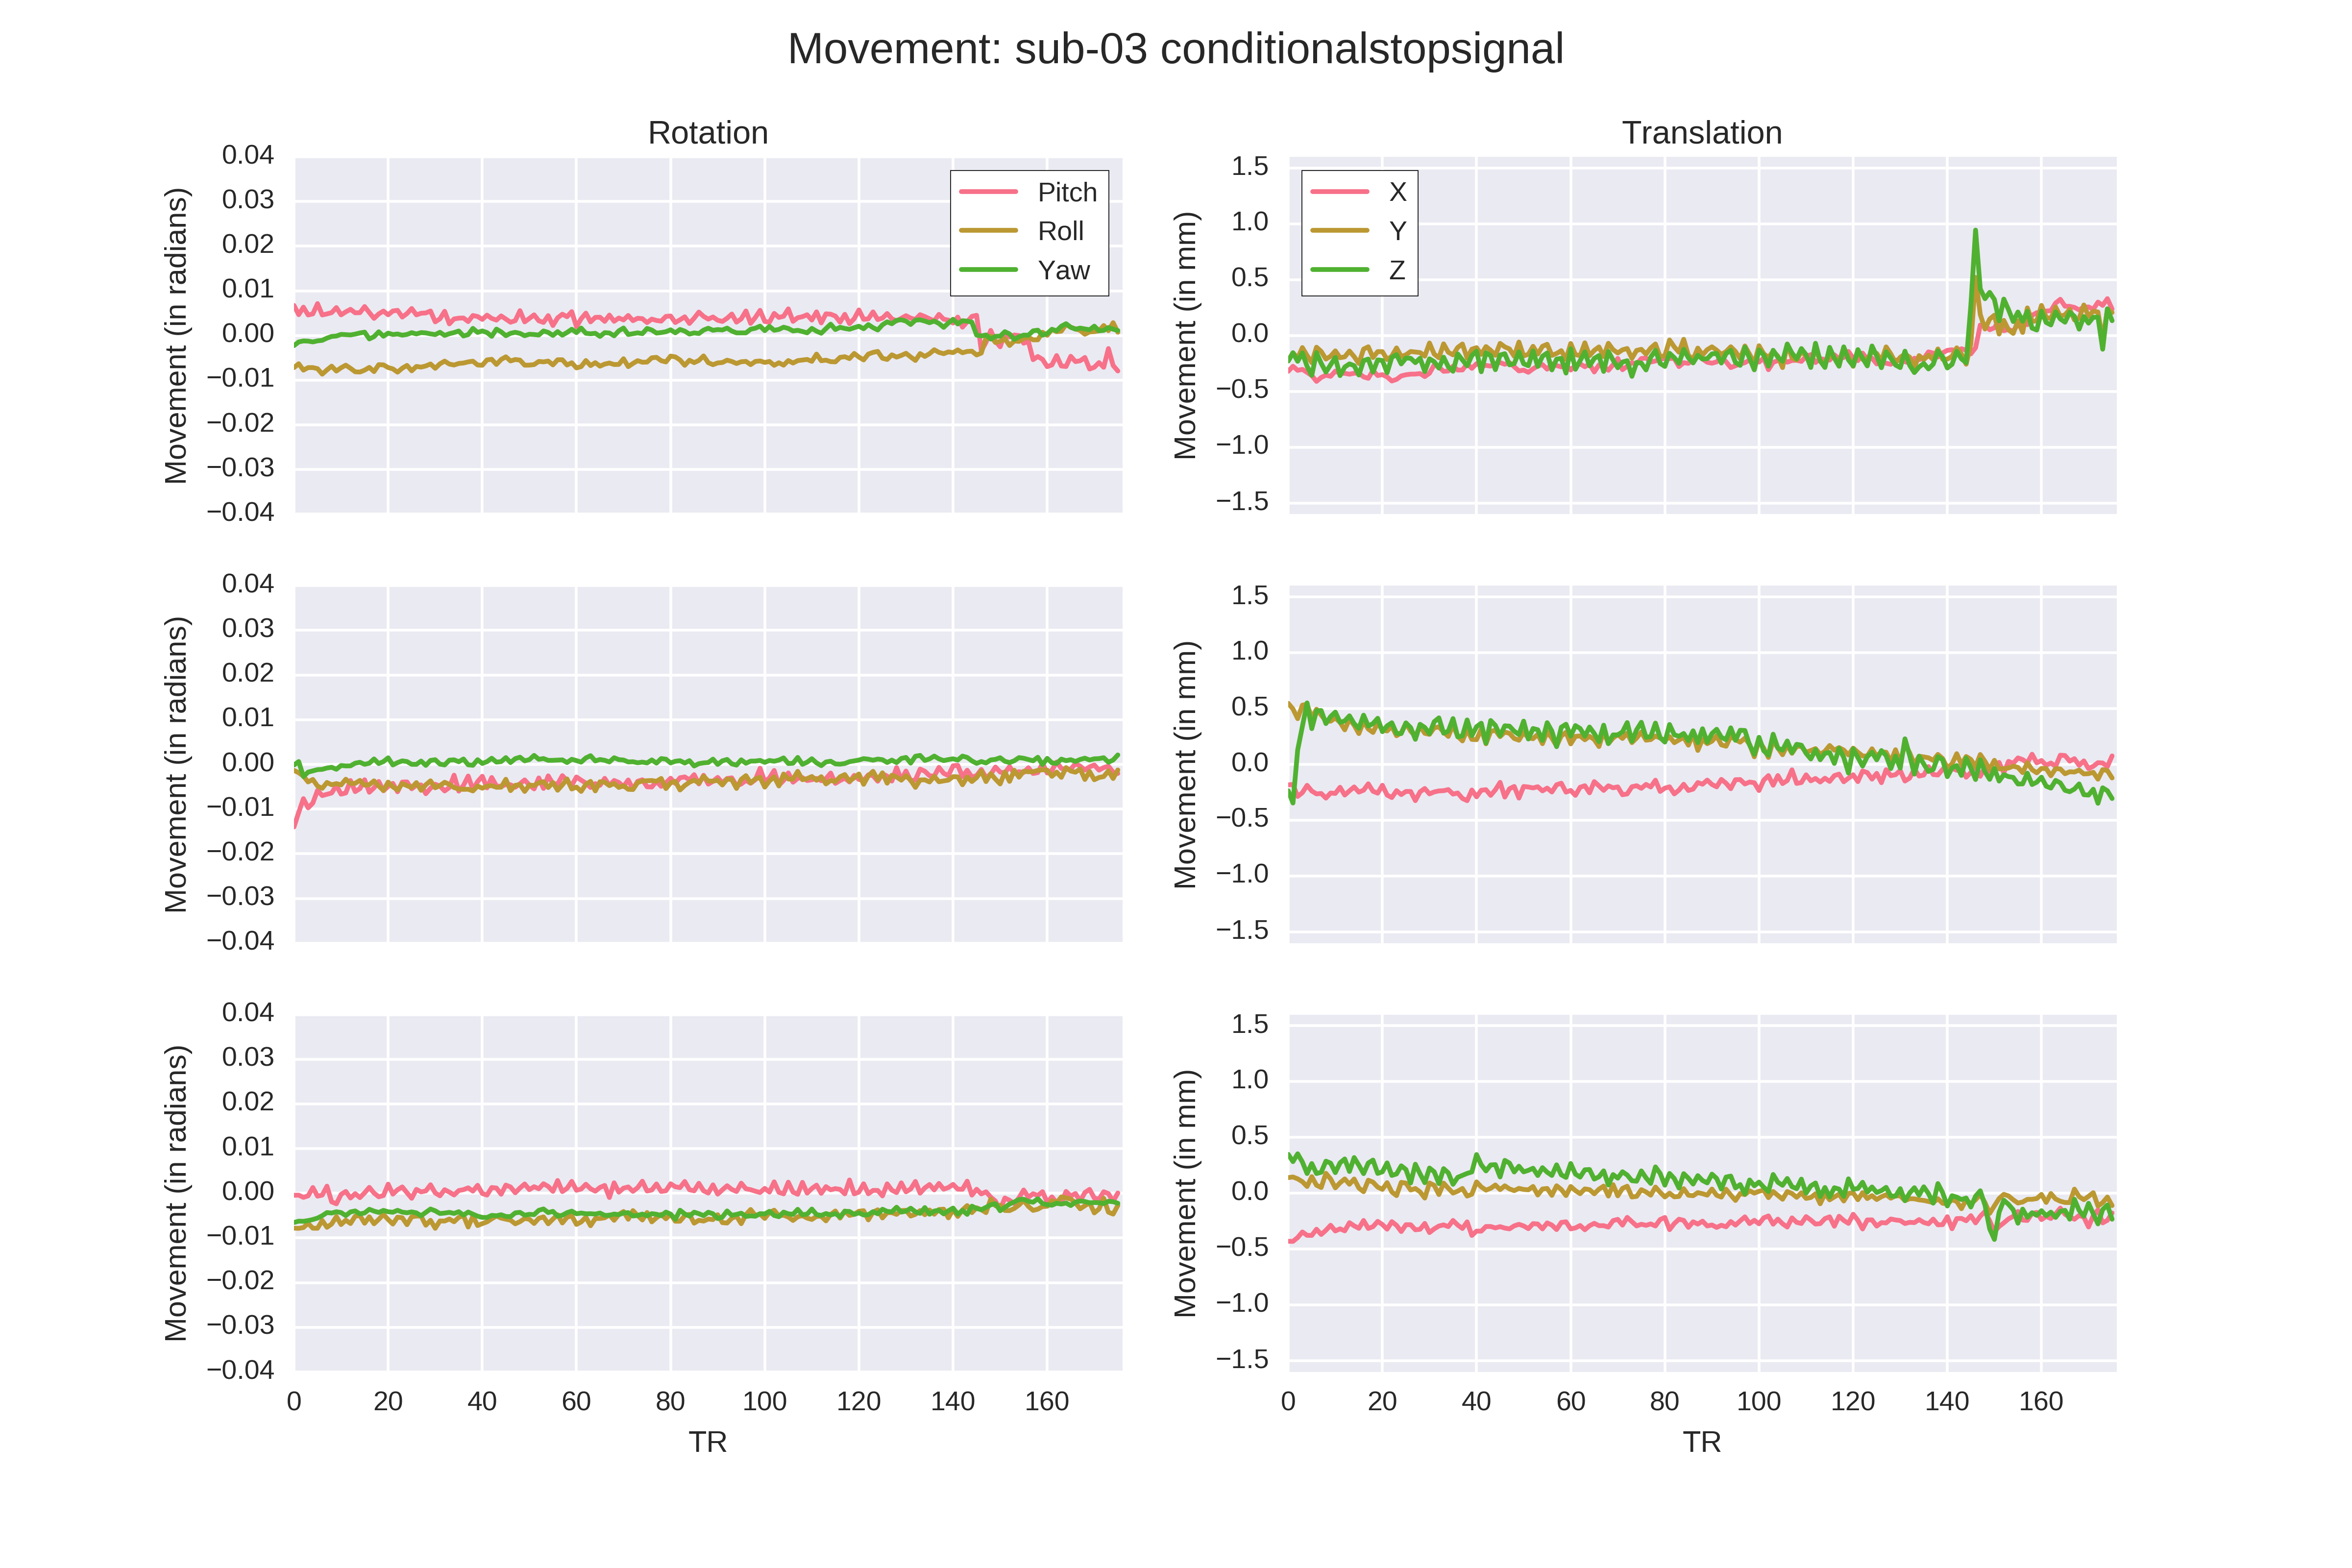 Movement: sub-03 conditionalstopsignal
Rotation
Translation
Movement (in radians)
0.04
0.03
0.02
0.01
0.00
−0.01
−0.02
−0.03
−0.04
Pitch
Roll
Yaw
Movement (in mm)
1.5
1.0
0.5
0.0
−0.5
−1.0
−1.5
X
Y
Z
Movement (in radians)
0.04
0.03
0.02
0.01
0.00
−0.01
−0.02
−0.03
−0.04
Movement (in mm)
1.5
1.0
0.5
0.0
−0.5
−1.0
−1.5
Movement (in radians)
0.04
0.03
0.02
0.01
0.00
−0.01
−0.02
−0.03
−0.04
0 20 40 60 80 100 120 140 160
TR
Movement (in mm)
1.5
1.0
0.5
0.0
−0.5
−1.0
−1.5
0 20 40 60 80 100 120 140 160
TR